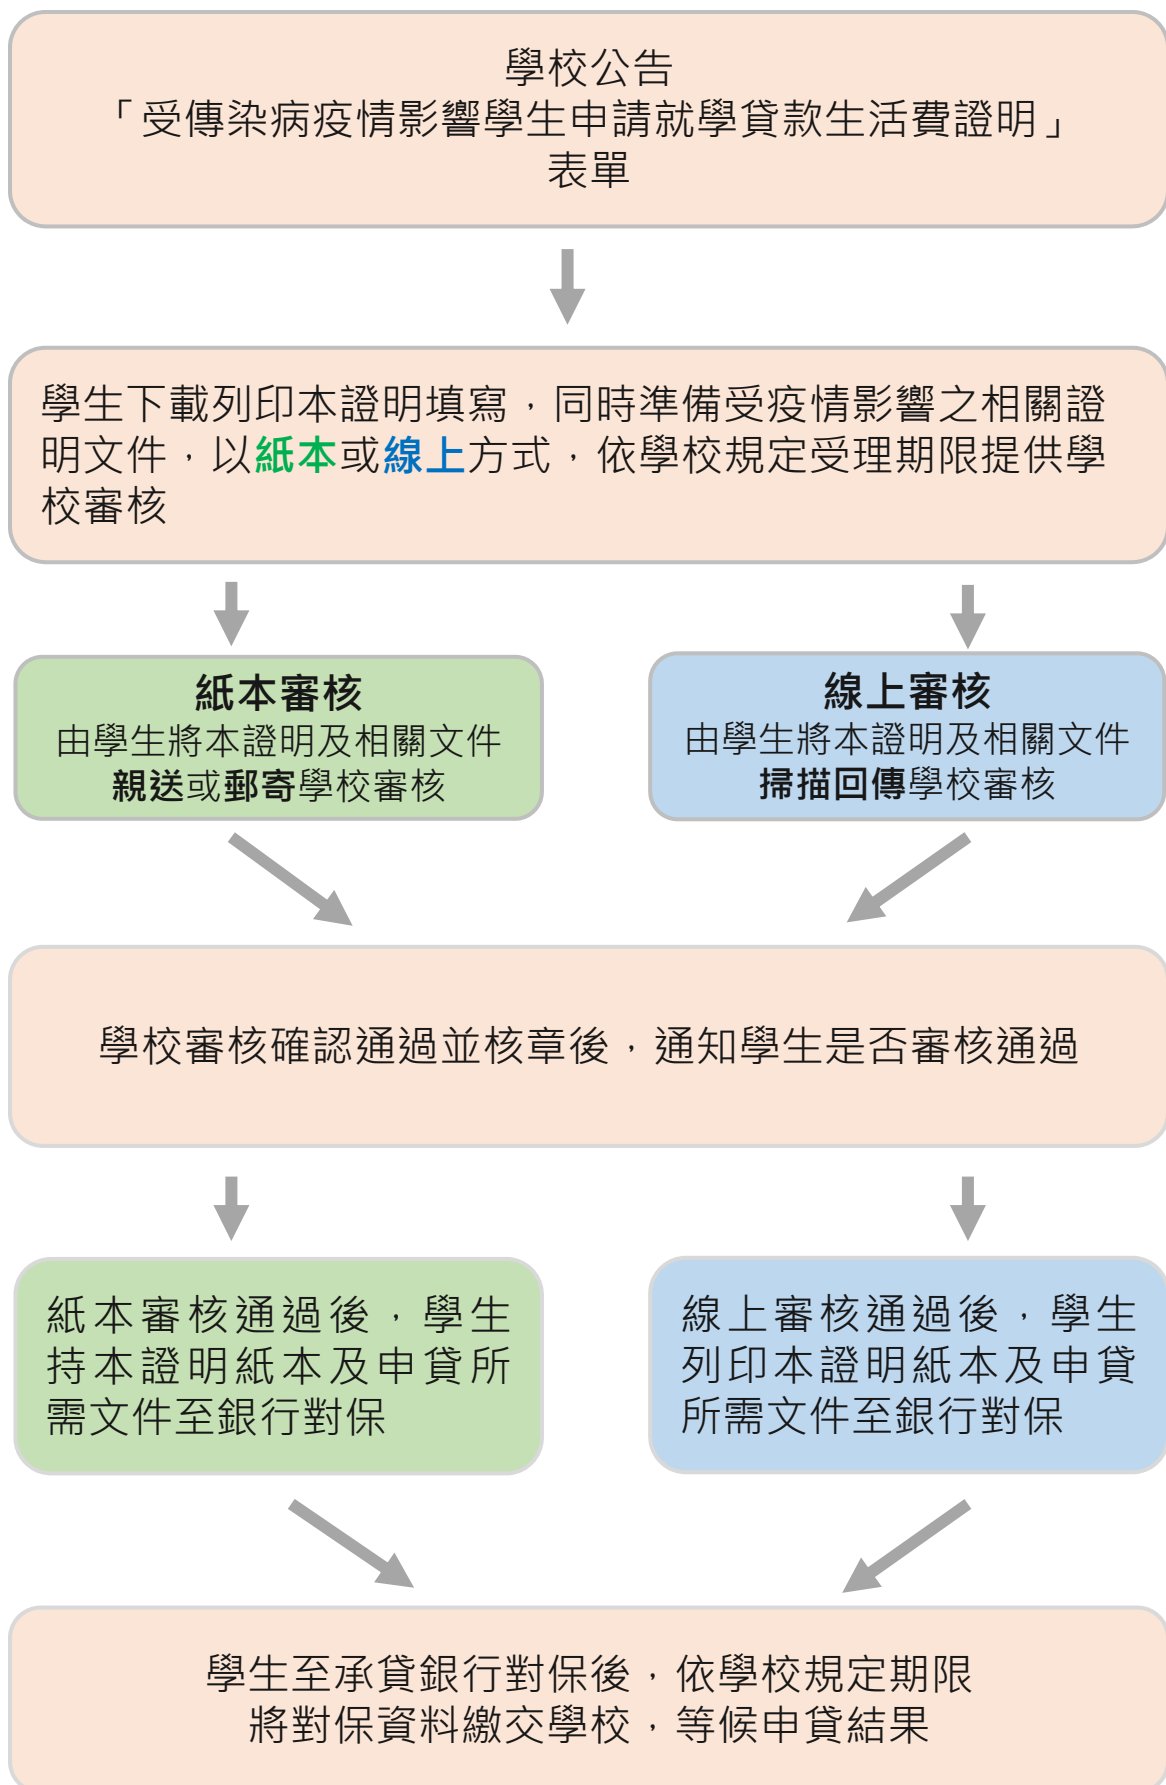 學校公告
「受傳染病疫情影響學生申請就學貸款生活費證明」
表單
學生下載列印本證明填寫，同時準備受疫情影響之相關證
明文件，以紙本或線上方式，依學校規定受理期限提供學
校審核
紙本審核
由學生將本證明及相關文件
親送或郵寄學校審核
線上審核
由學生將本證明及相關文件
掃描回傳學校審核
學校審核確認通過並核章後，通知學生是否審核通過
紙本審核通過後，學生
持本證明紙本及申貸所
需文件至銀行對保
線上審核通過後，學生
列印本證明紙本及申貸
所需文件至銀行對保
學生至承貸銀行對保後，依學校規定期限
將對保資料繳交學校，等候申貸結果